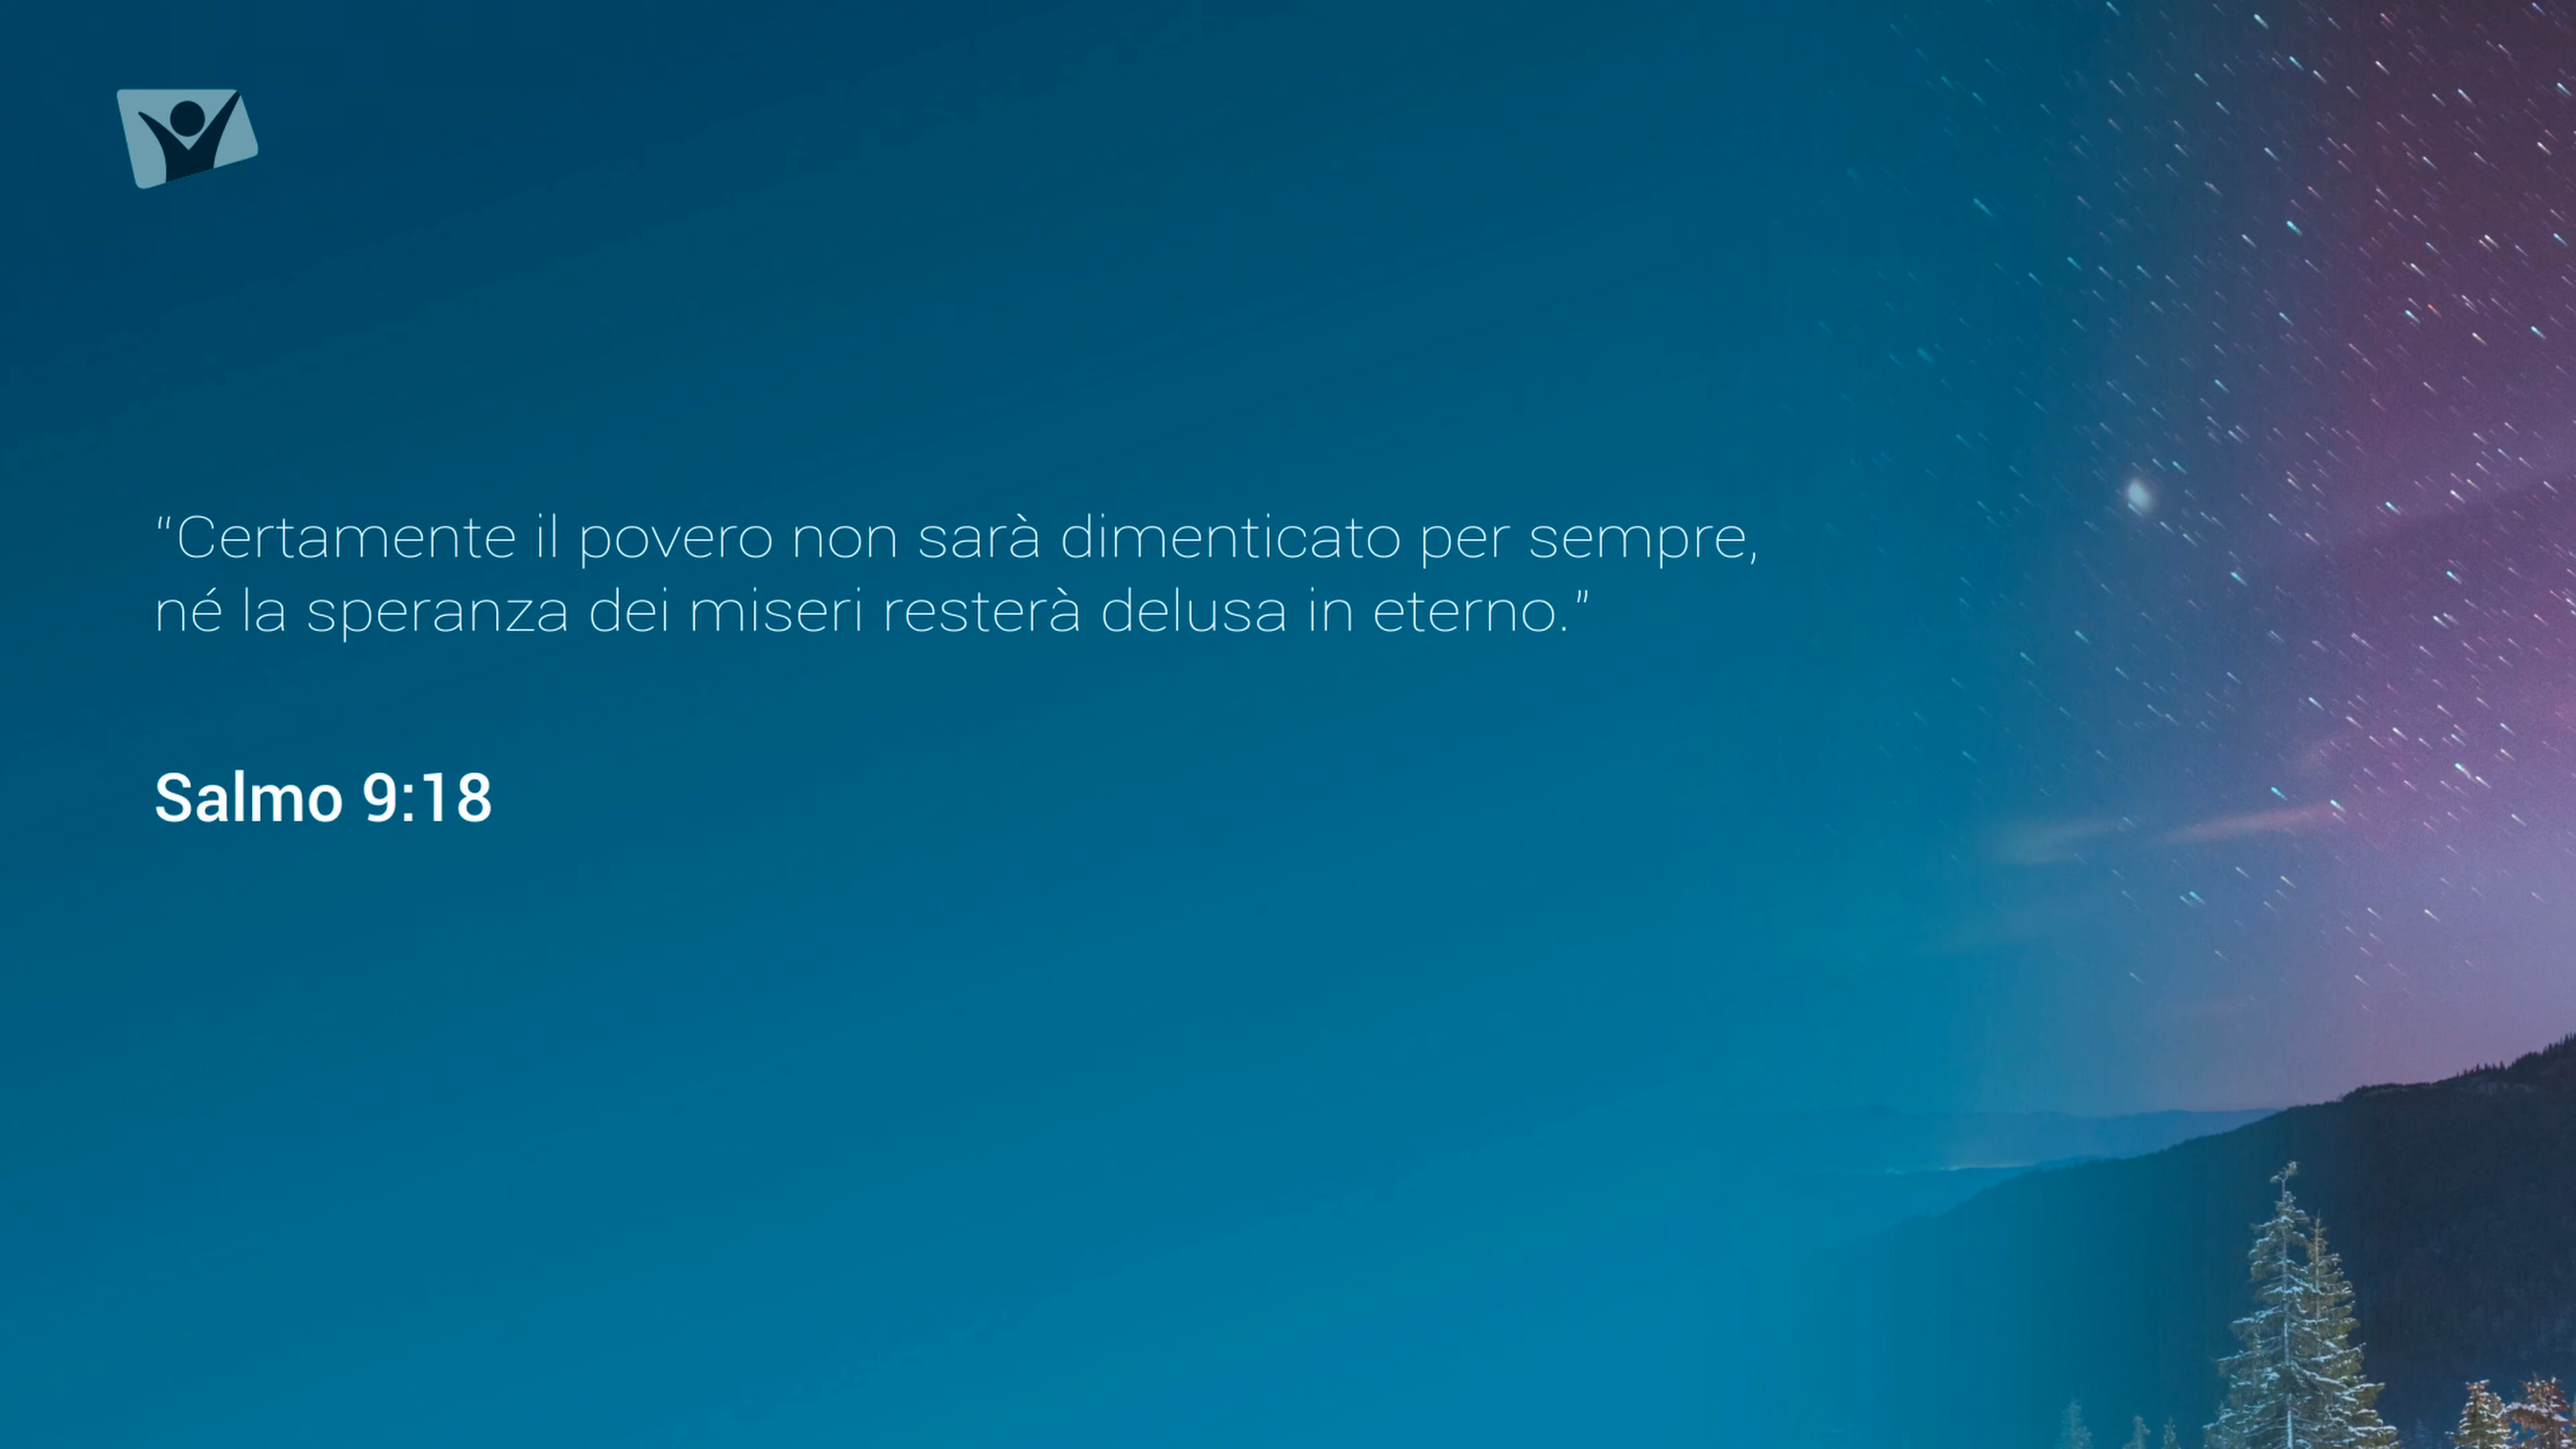 “Certamente il povero non sarà dimenticato per sempre,
né la speranza dei miseri resterà delusa in eterno.”
Salmo 9:18